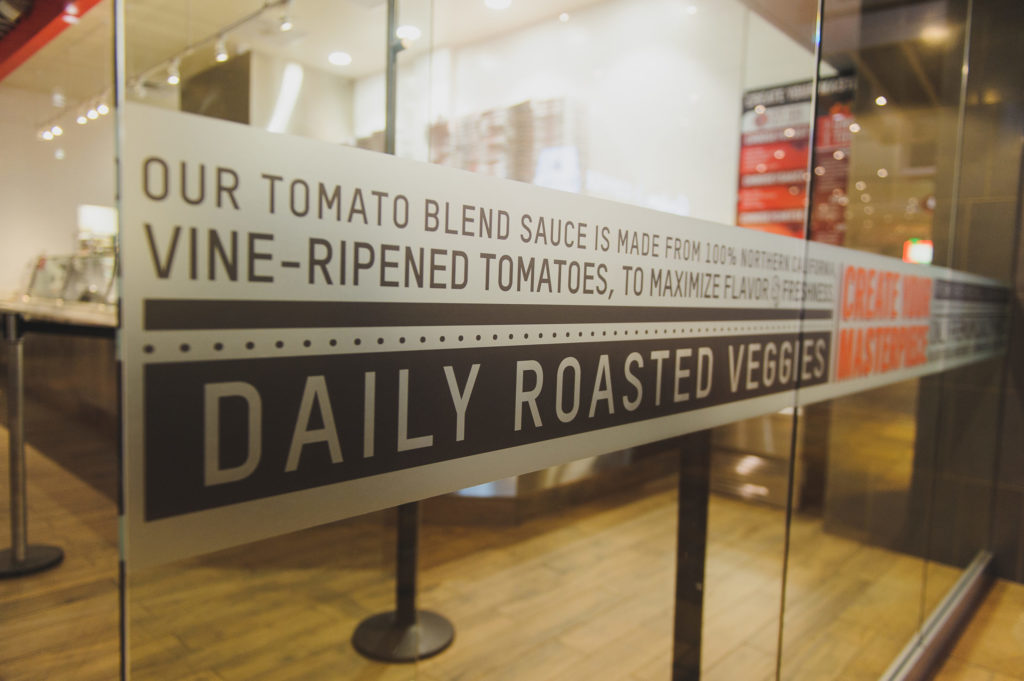 OUR TOMATO BLEND SAUCE IS MADE FROM 100% NORTHERN CALIFORNIA,
VINE-RIPENED TOMATOES, TO MAXIMIZE FLAVOR & FRESHNESS.
DAILY ROASTED VEGGIES
CREATE YOUR
MASTERPIECE